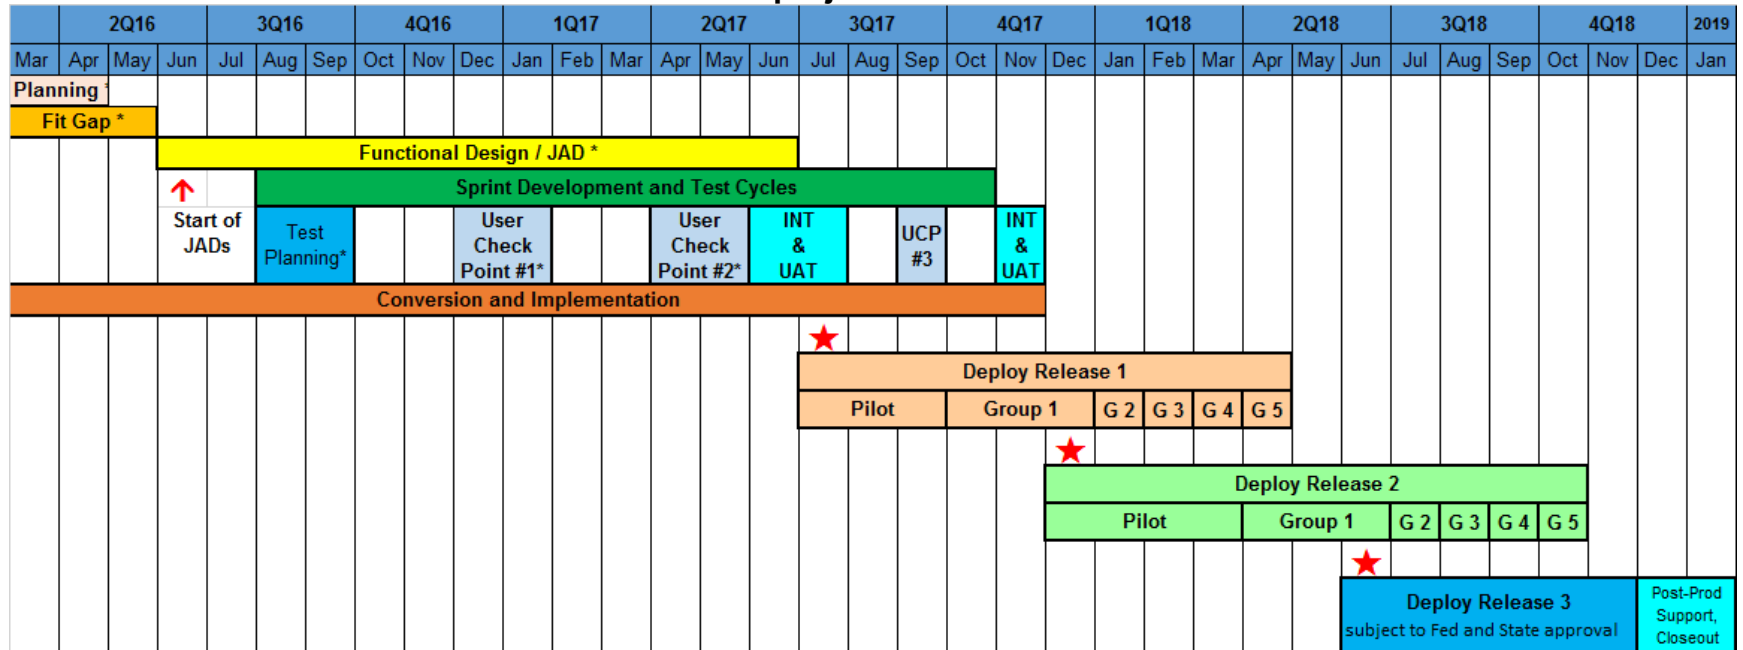 2Q16 3Q16 4Q16 1Q17 2Q17 3Q17 4Q17 1Q18 2Q18 3Q18 4Q18 2019
Mar Apr May Jun Jul Aug Sep Oct Nov Dec Jan Feb Mar Apr May Jun Jul Aug Sep Oct Nov Dec Jan Feb Mar Apr May Jun Jul Aug Sep Oct Nov Dec Jan
Planning
Fit Gap *
Functional Design / JAD *
Sprint Development and Test Cycles
Start of
JADs
Test
Planning*
User
Check
Point #1*
User
Check
Point #2*
INT
&
UAT
UCP
#3
INT
&
UAT
Conversion and Implementation
Deploy Release 1
Pilot Group 1 G 2 G 3 G 4 G 5
Deploy Release 2
Pilot Group 1 G 2 G 3 G 4 G 5
Deploy Release 3
subject to Fed and State approval
Post-Prod
Support,
Closeout